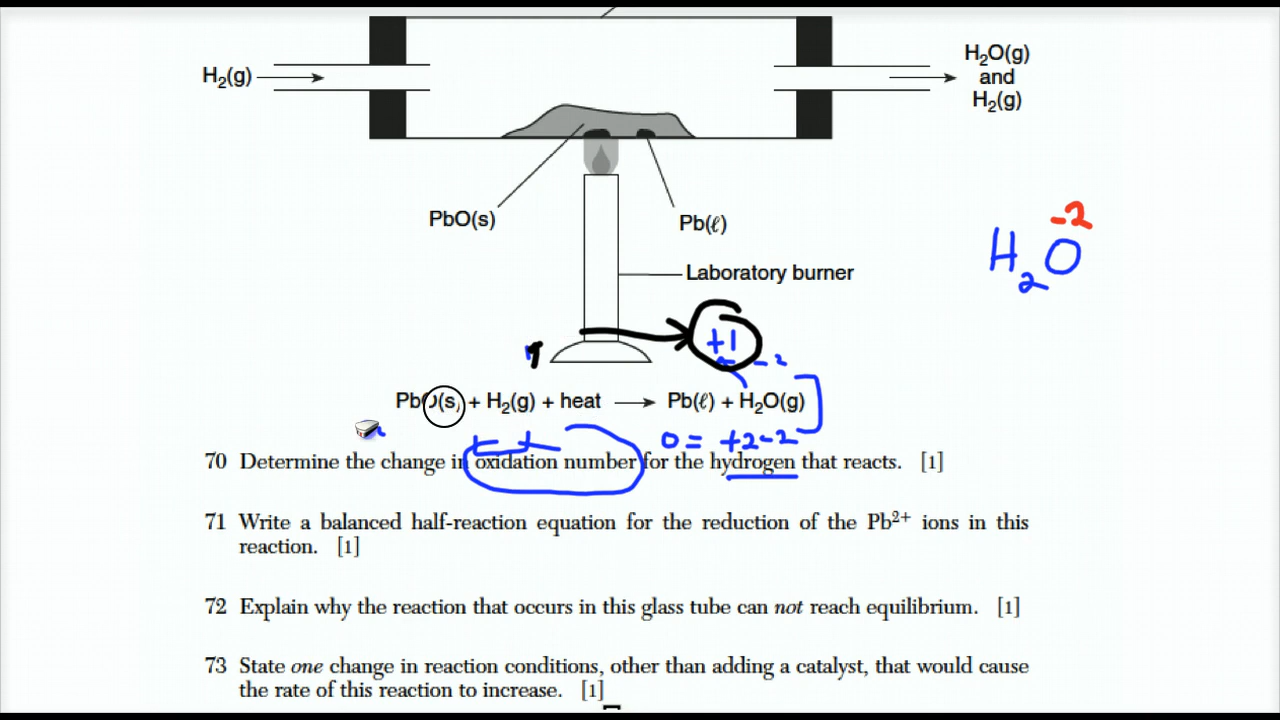 H₂(g)
H₂O(g)
and
H₂(g)
PbO(s)
Pb(ℓ)
-2
H₂O
Laboratory burner
+1
-2
PbO(s) + H₂(g) + heat → Pb(ℓ) + H₂O(g)
0 = +2-2
70 Determine the change in oxidation number for the hydrogen that reacts. [1]
71 Write a balanced half-reaction equation for the reduction of the Pb²⁺ ions in this
reaction. [1]
72 Explain why the reaction that occurs in this glass tube can not reach equilibrium. [1]
73 State one change in reaction conditions, other than adding a catalyst, that would cause
the rate of this reaction to increase. [1]